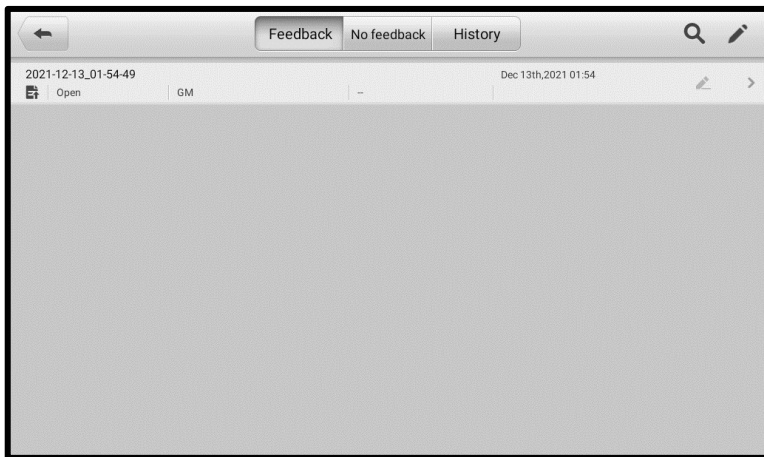 Feedback No feedback History
2021-12-13_01-54-49 Dec 13th,2021 01:54
Open GM --